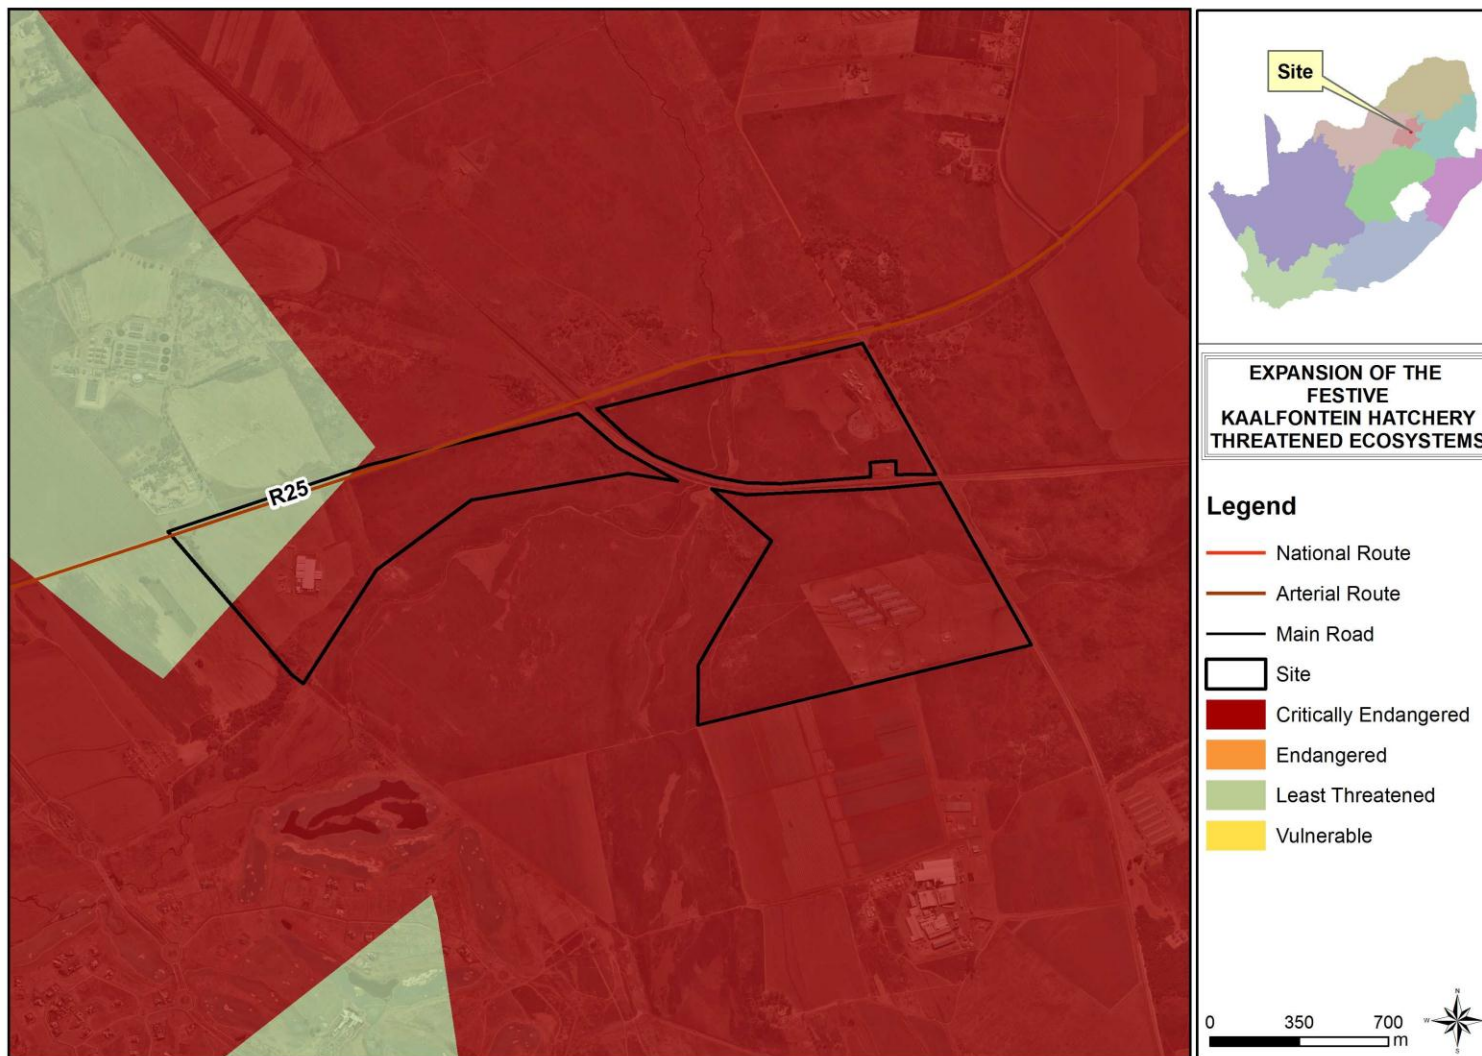 R25
Site
EXPANSION OF THE
FESTIVE
KAALFONTEIN HATCHERY
THREATENED ECOSYSTEMS
Legend
National Route
Arterial Route
Main Road
Site
Critically Endangered
Endangered
Least Threatened
Vulnerable
0 350 700
m
N
W
S